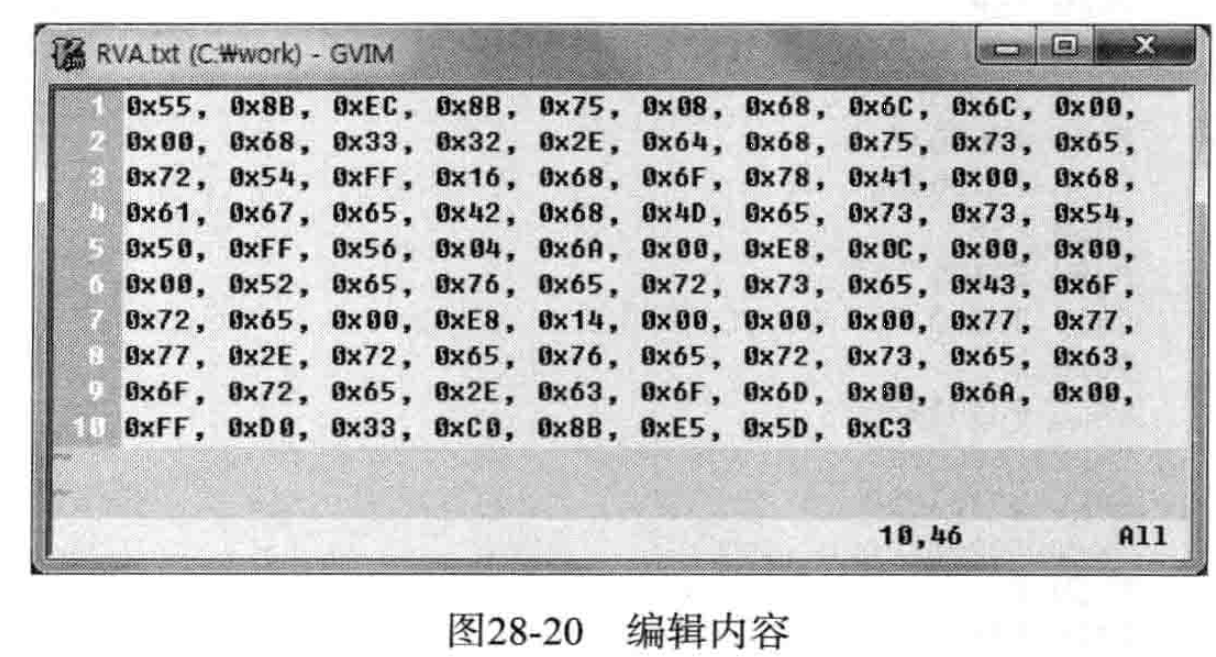 RVA.txt (C:₩work) - GVIM
1 0x55, 0x8B, 0xEC, 0x8B, 0x75, 0x08, 0x68, 0x6C, 0x6C, 0x00,
2 0x00, 0x68, 0x33, 0x32, 0x2E, 0x64, 0x68, 0x75, 0x73, 0x65,
3 0x72, 0x54, 0xFF, 0x16, 0x68, 0x6F, 0x78, 0x41, 0x00, 0x68,
4 0x61, 0x67, 0x65, 0x42, 0x68, 0x4D, 0x65, 0x73, 0x73, 0x54,
5 0x50, 0xFF, 0x56, 0x04, 0x6A, 0x00, 0xE8, 0x0C, 0x00, 0x00,
6 0x00, 0x52, 0x65, 0x76, 0x65, 0x72, 0x73, 0x65, 0x43, 0x6F,
7 0x72, 0x65, 0x00, 0xE8, 0x14, 0x00, 0x00, 0x00, 0x77, 0x77,
8 0x77, 0x2E, 0x72, 0x65, 0x76, 0x65, 0x72, 0x73, 0x65, 0x63,
9 0x6F, 0x72, 0x65, 0x2E, 0x63, 0x6F, 0x6D, 0x00, 0x6A, 0x00,
10 0xFF, 0xD0, 0x33, 0xC0, 0x8B, 0xE5, 0x5D, 0xC3
10,46 All
图28-20 编辑内容